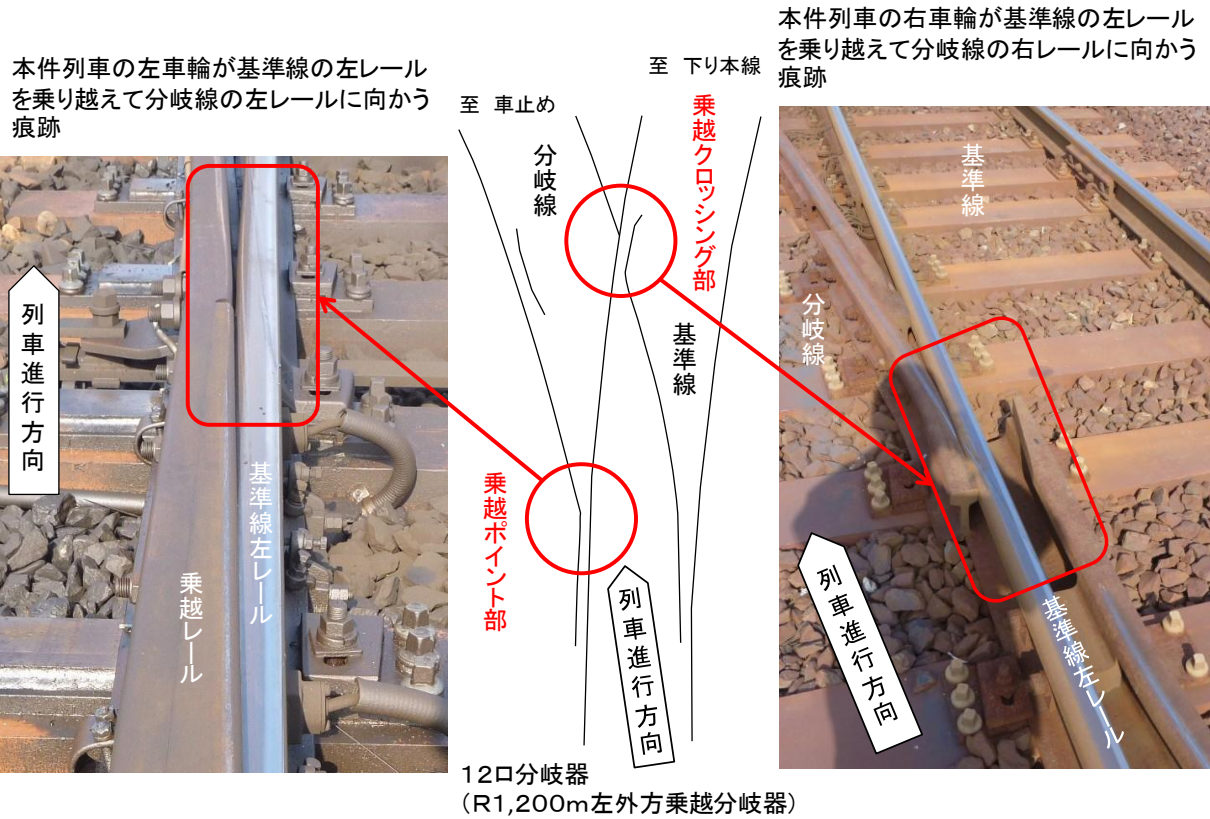 本件列車の右車輪が基準線の左レール
を乗り越えて分岐線の右レールに向かう
痕跡
本件列車の左車輪が基準線の左レール
を乗り越えて分岐線の左レールに向かう
痕跡
至 下り本線
至 車止め
分岐線
乗越クロッシング部
基準線
乗越ポイント部
列車進行方向
列車進行方向
基準線左レール
乗越レール
基準線
分岐線
列車進行方向
基準線左レール
12口分岐器
(R1,200m左外方乗越分岐器)